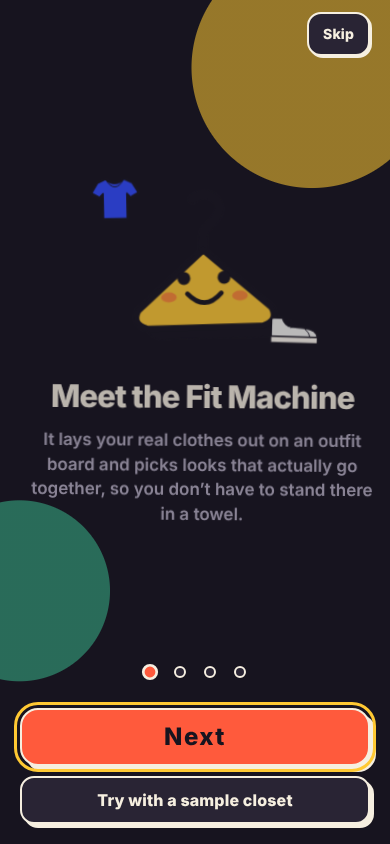 Skip
Meet the Fit Machine
It lays your real clothes out on an outfit
board and picks looks that actually go
together, so you don’t have to stand there
in a towel.
Next
Try with a sample closet